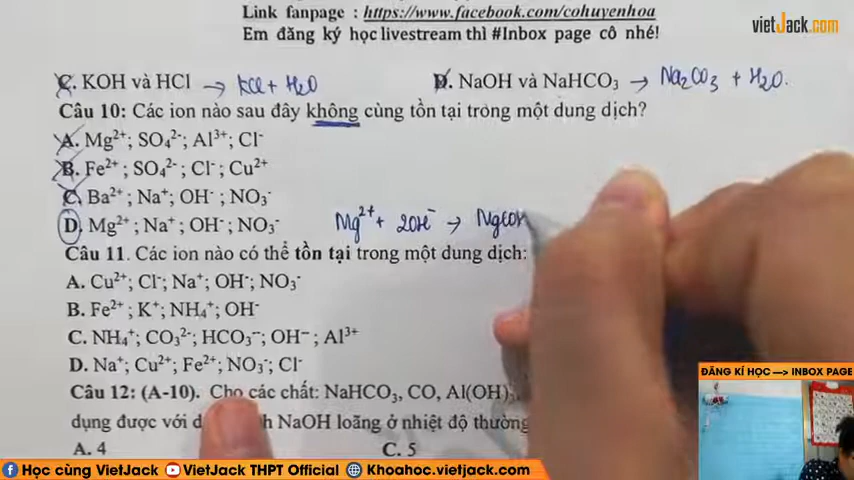 Link fanpage : https://www.facebook.com/cohuyenhoa
vietJack.com
Em đăng ký học livestream thì #Inbox page cô nhé!
C. KOH và HCl → KCl + H₂O D. NaOH và NaHCO₃ → Na₂CO₃ + H₂O.
Câu 10: Các ion nào sau đây không cùng tồn tại trong một dung dịch?
A. Mg²⁺; SO₄²⁻; Al³⁺; Cl⁻
B. Fe²⁺ ; SO₄²⁻; Cl⁻; Cu²⁺
C. Ba²⁺ ; Na⁺; OH⁻ ; NO₃⁻
D. Mg²⁺; Na⁺ ; OH⁻ ; NO₃⁻ Mg²⁺ + 2OH⁻ → Mg(OH
Câu 11. Các ion nào có thể tồn tại trong một dung dịch:
A. Cu²⁺; Cl⁻; Na⁺; OH⁻; NO₃⁻
B. Fe²⁺ ; K⁺; NH₄⁺ ; OH⁻
C. NH₄⁺; CO₃²⁻; HCO₃⁻⁻; OH⁻ ; Al³⁺
D. Na⁺; Cu²⁺; Fe²⁺; NO₃⁻; Cl⁻
ĐĂNG KÍ HỌC —> INBOX PAGE
Câu 12: (A-10). Cho các chất: NaHCO₃, CO, Al(OH)₃,
dụng được với NaOH loãng ở nhiệt độ thường
A. 4 C. 5
Học cùng VietJack VietJack THPT Official Khoahoc.vietjack.com